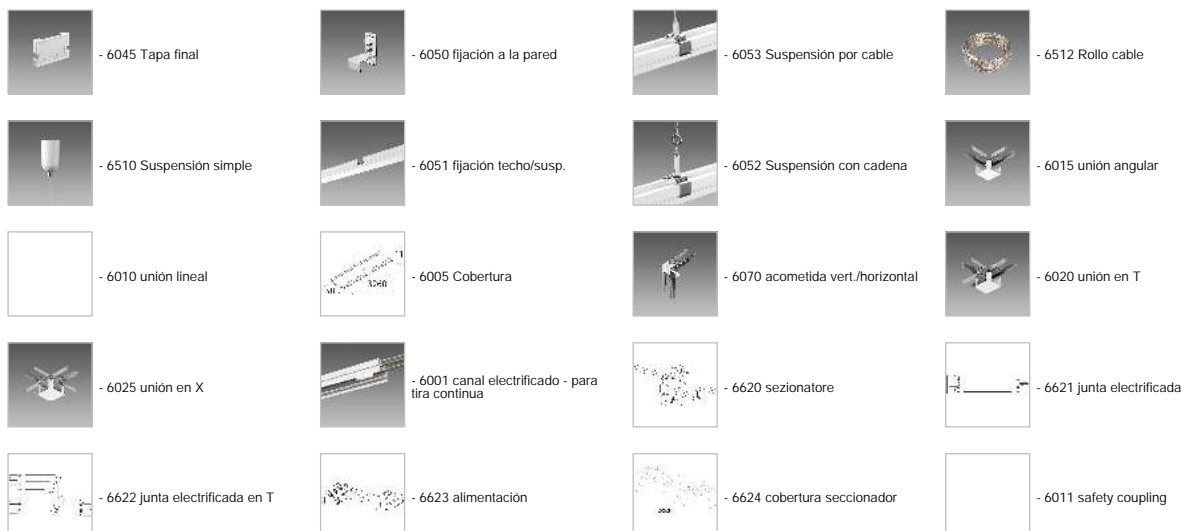 - 6045 Tapa final
- 6050 fijación a la pared
- 6053 Suspensión por cable
- 6512 Rollo cable
- 6510 Suspensión simple
- 6051 fijación techo/susp.
- 6052 Suspensión con cadena
- 6015 unión angular
- 6010 unión lineal
- 6005 Cobertura
- 6070 acometida vert./horizontal
- 6020 unión en T
- 6025 unión en X
- 6001 canal electrificado - para
tira continua
- 6620 sezionatore
- 6621 junta electrificada
- 6622 junta electrificada en T
- 6623 alimentación
- 6624 cobertura seccionador
- 6011 safety coupling